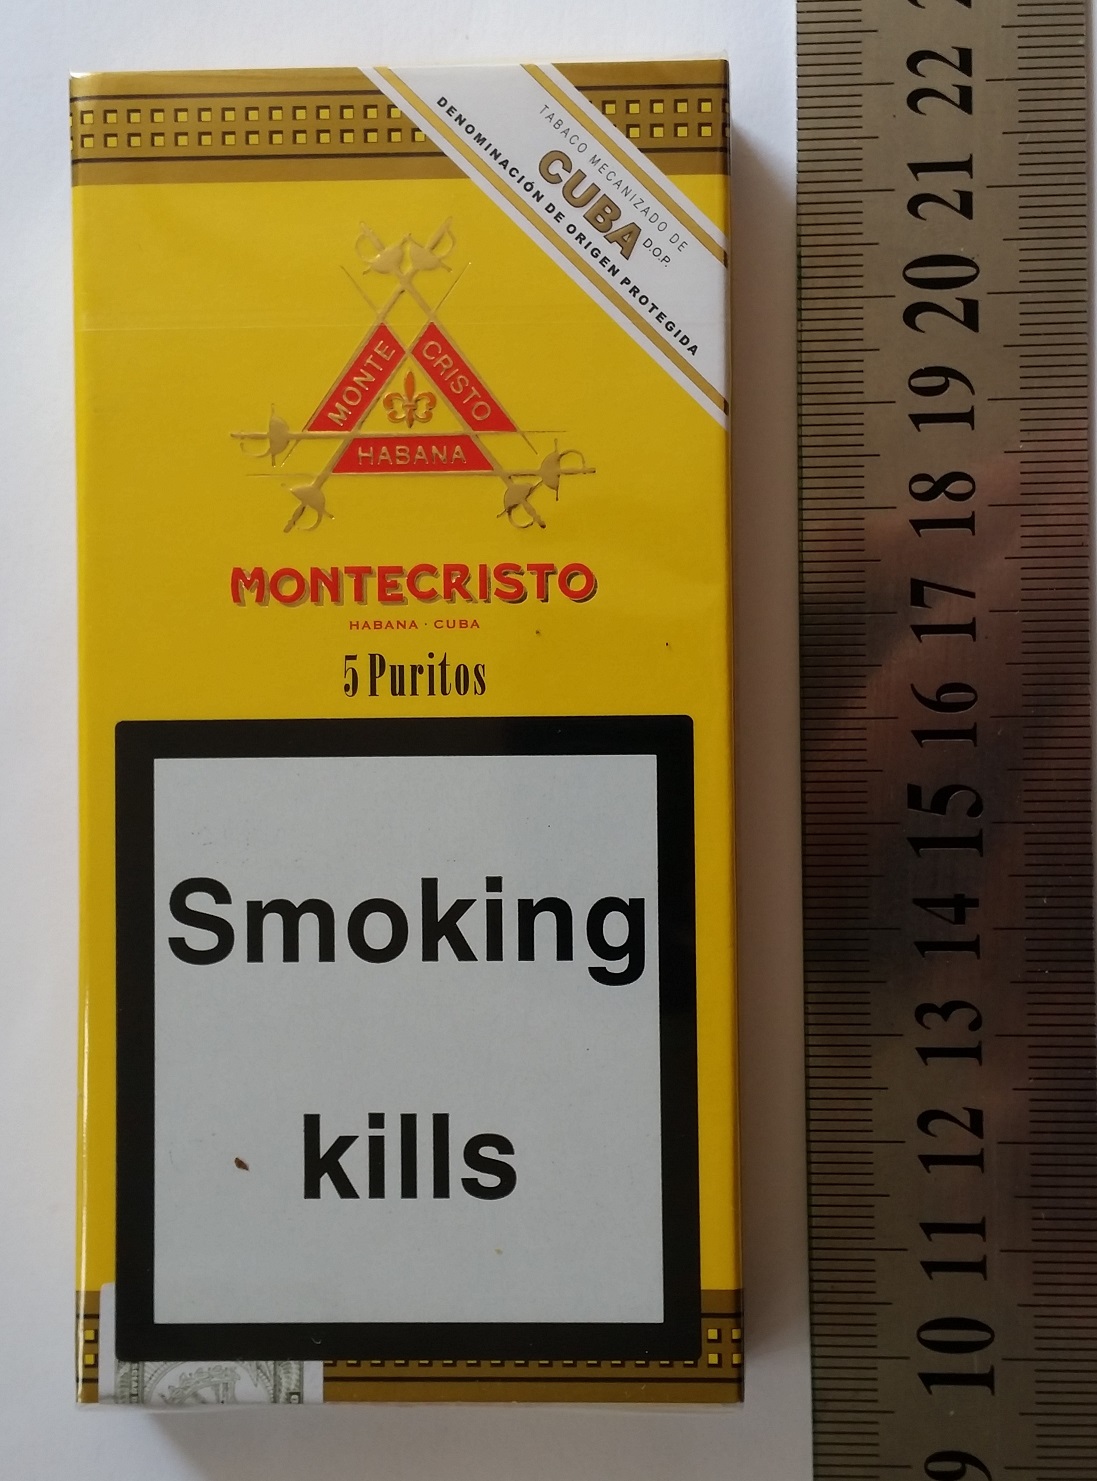 TABACO MECANIZADO DE
CUBA D.O.P.
DENOMINACIÓN DE ORIGEN PROTEGIDA
MONTE
CRISTO
HABANA
MONTECRISTO
HABANA · CUBA
5 Puritos
Smoking
kills
22
21
20
19
18
17
16
15
14
13
12
11
10
9